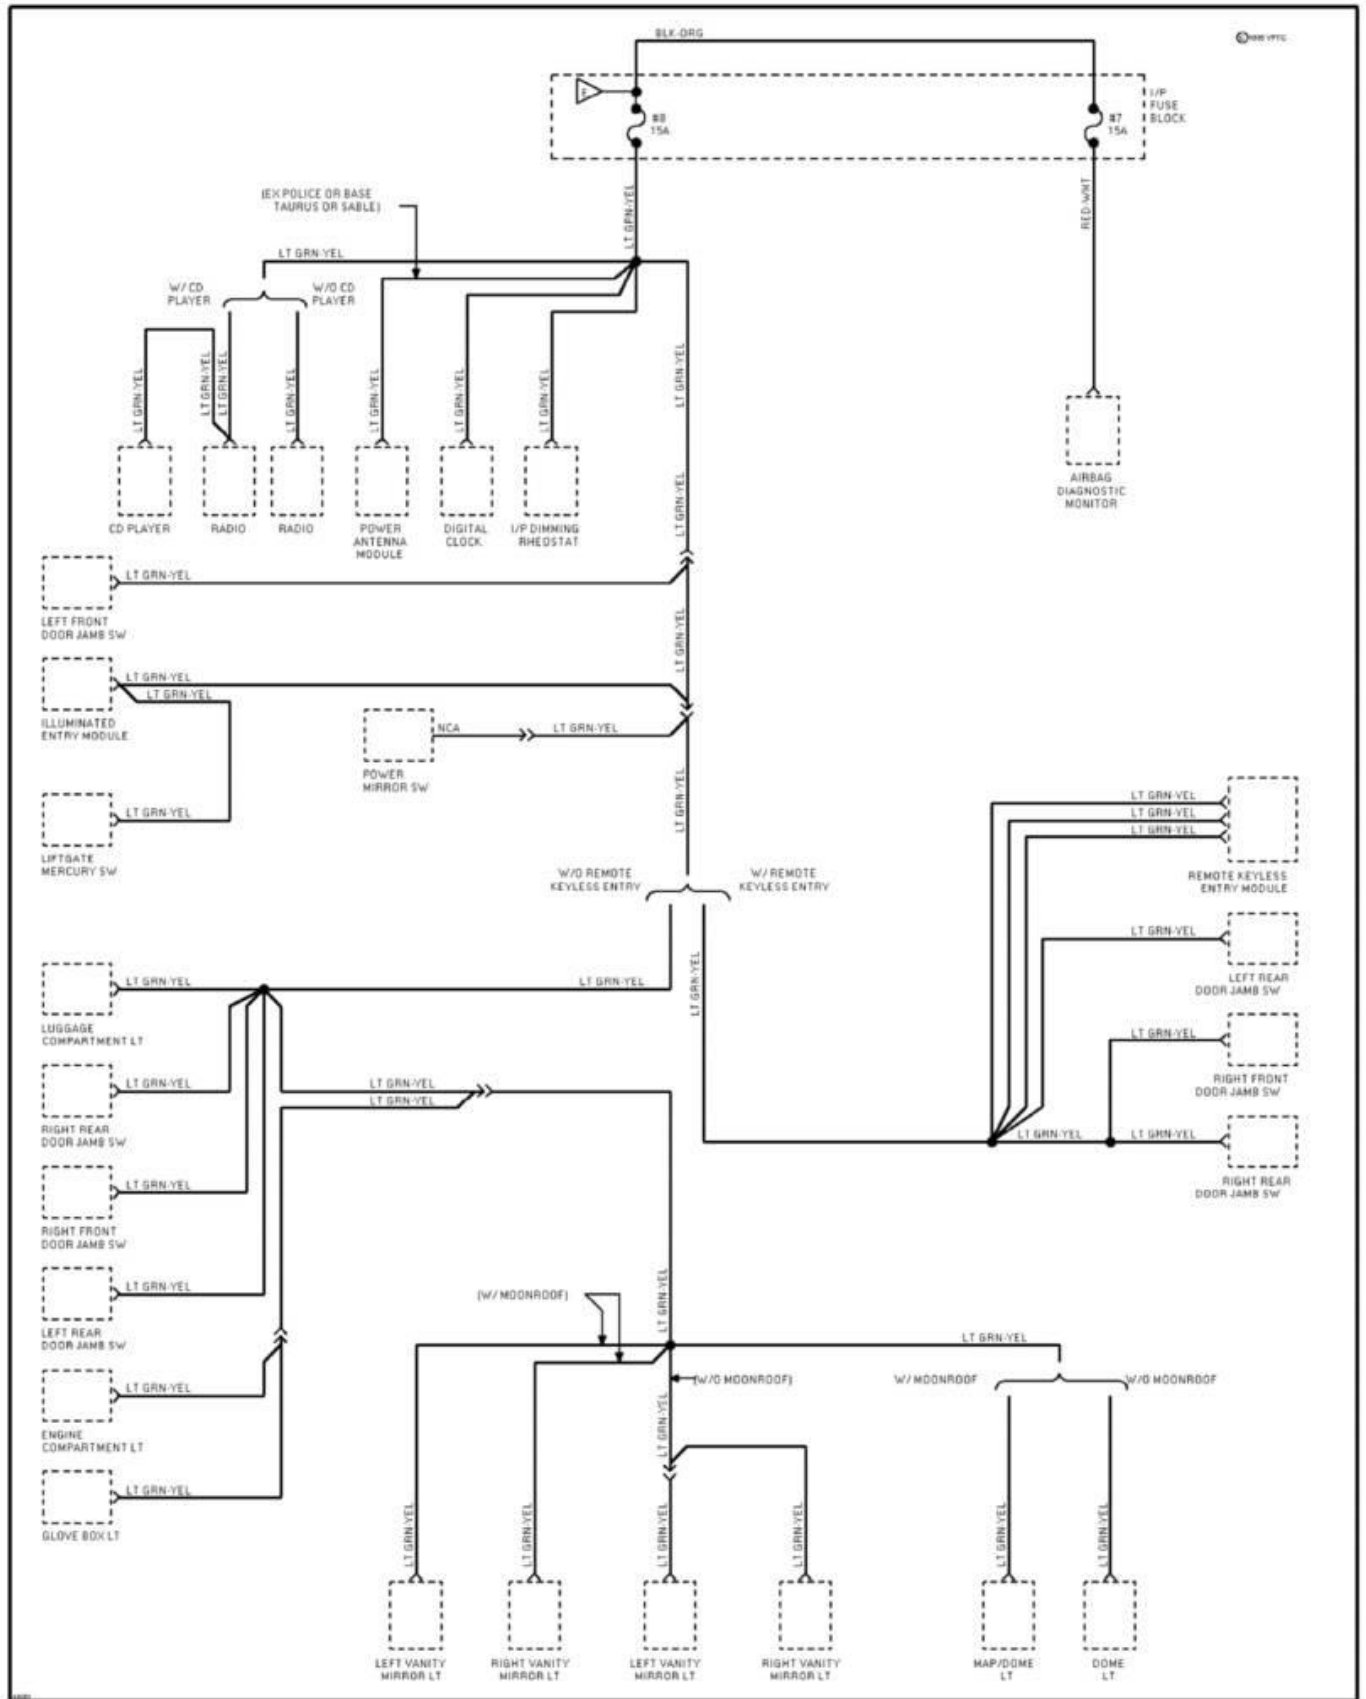 BLK-ORG
E
#8
15A
#7
15A
I/P
FUSE
BLOCK
LT GRN-YEL
RED-WHT
(EX POLICE OR BASE
TAURUS OR SABLE)
LT GRN-YEL
W/ CD
PLAYER
W/O CD
PLAYER
LT GRN-YEL
LT GRN-YEL
LT GRN-YEL
LT GRN-YEL
LT GRN-YEL
LT GRN-YEL
LT GRN-YEL
LT GRN-YEL
LT GRN-YEL
CD PLAYER
RADIO
RADIO
POWER
ANTENNA
MODULE
DIGITAL
CLOCK
I/P DIMMING
RHEOSTAT
AIRBAG
DIAGNOSTIC
MONITOR
LT GRN-YEL
LEFT FRONT
DOOR JAMB SW
LT GRN-YEL
LT GRN-YEL
LT GRN-YEL
ILLUMINATED
ENTRY MODULE
NCA
LT GRN-YEL
POWER
MIRROR SW
LT GRN-YEL
LT GRN-YEL
LIFTGATE
MERCURY SW
LT GRN-YEL
LT GRN-YEL
LT GRN-YEL
REMOTE KEYLESS
ENTRY MODULE
W/O REMOTE
KEYLESS ENTRY
W/ REMOTE
KEYLESS ENTRY
LT GRN-YEL
LEFT REAR
DOOR JAMB SW
LT GRN-YEL
LT GRN-YEL
LT GRN-YEL
LUGGAGE
COMPARTMENT LT
LT GRN-YEL
RIGHT FRONT
DOOR JAMB SW
LT GRN-YEL
LT GRN-YEL
LT GRN-YEL
RIGHT REAR
DOOR JAMB SW
LT GRN-YEL
LT GRN-YEL
RIGHT REAR
DOOR JAMB SW
LT GRN-YEL
RIGHT FRONT
DOOR JAMB SW
LT GRN-YEL
LEFT REAR
DOOR JAMB SW
(W/ MOONROOF)
LT GRN-YEL
LT GRN-YEL
(W/O MOONROOF)
W/ MOONROOF
W/O MOONROOF
LT GRN-YEL
ENGINE
COMPARTMENT LT
LT GRN-YEL
LT GRN-YEL
GLOVE BOX LT
LT GRN-YEL
LT GRN-YEL
LT GRN-YEL
LT GRN-YEL
LT GRN-YEL
LT GRN-YEL
LEFT VANITY
MIRROR LT
RIGHT VANITY
MIRROR LT
LEFT VANITY
MIRROR LT
RIGHT VANITY
MIRROR LT
MAP/DOME
LT
DOME
LT